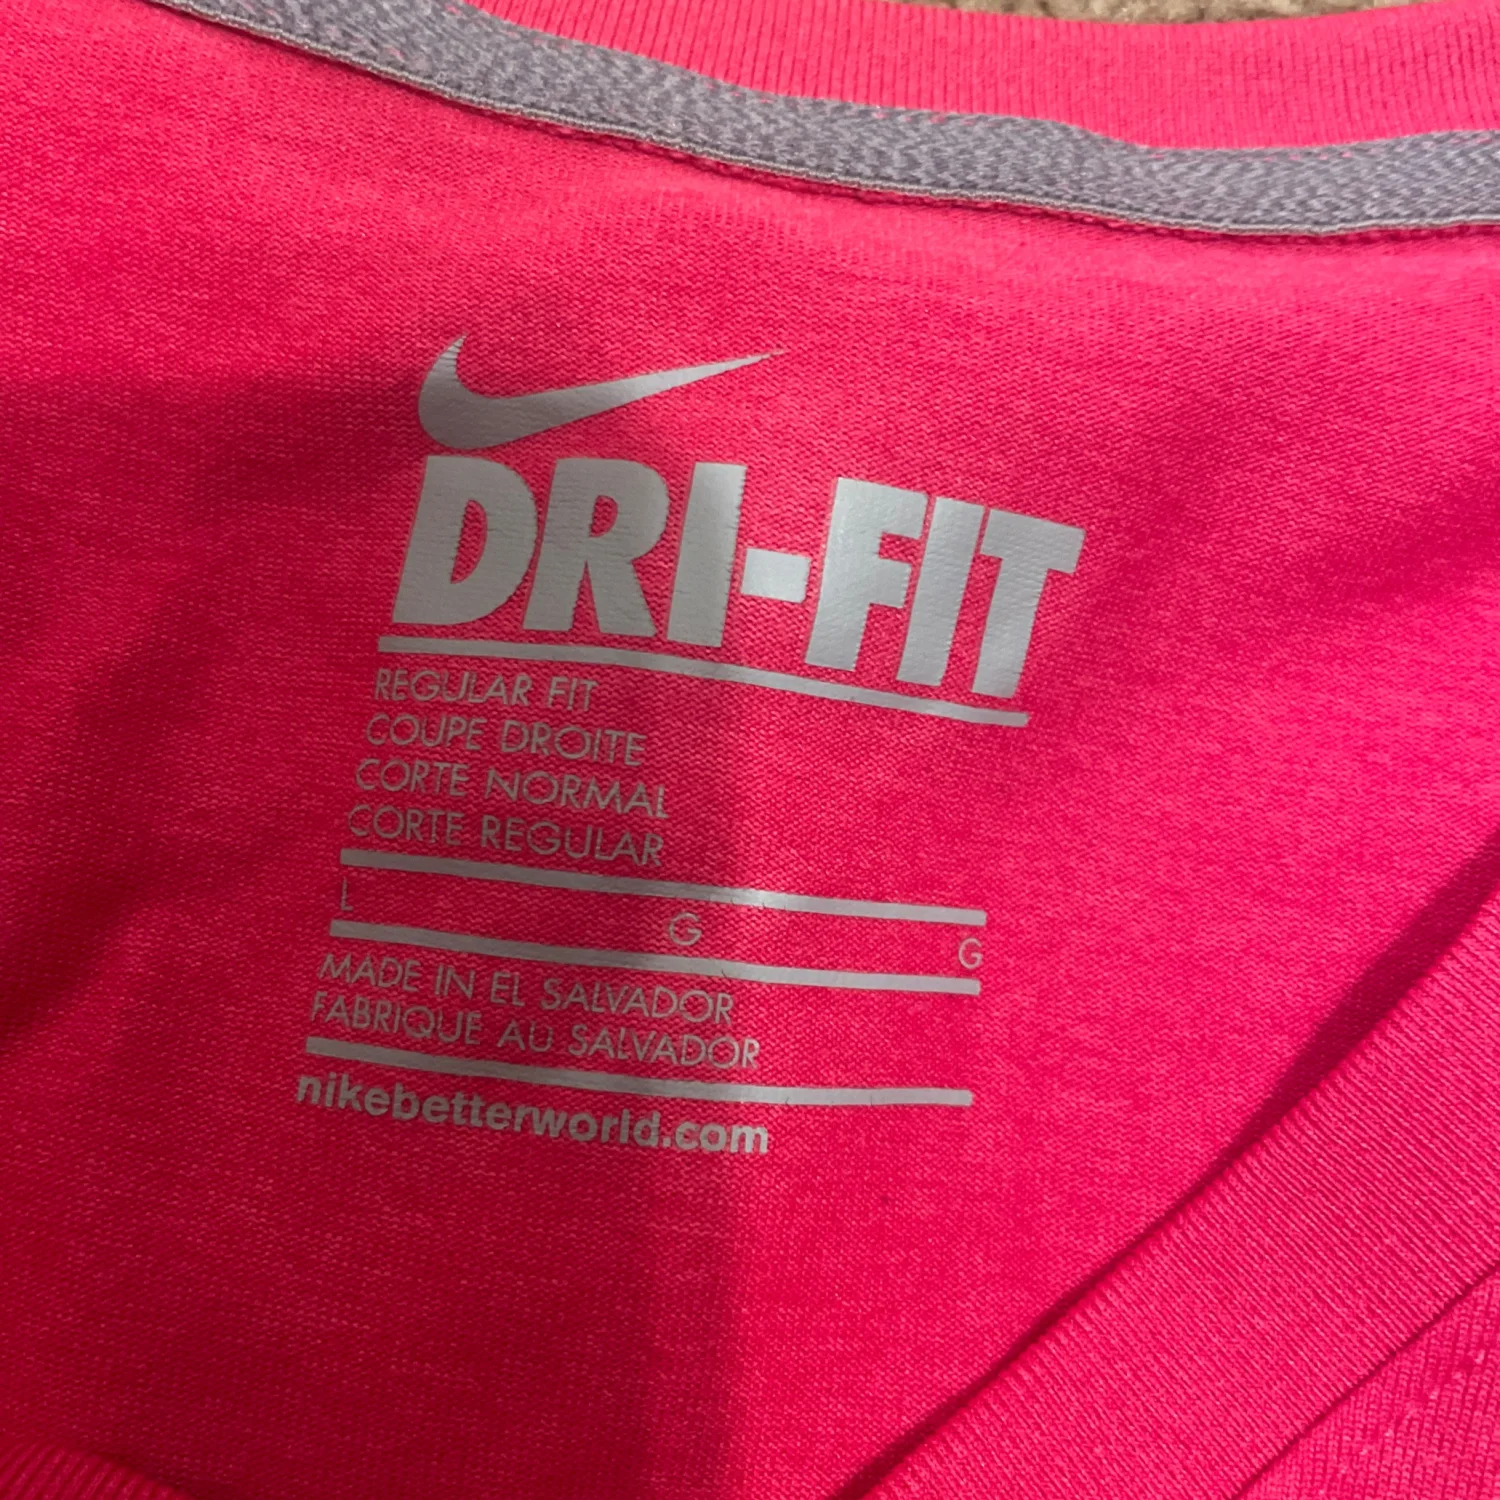 DRI-FIT
REGULAR FIT
COUPE DROITE
CORTE NORMAL
CORTE REGULAR
L G G
MADE IN EL SALVADOR
FABRIQUE AU SALVADOR
nikebetterworld.com